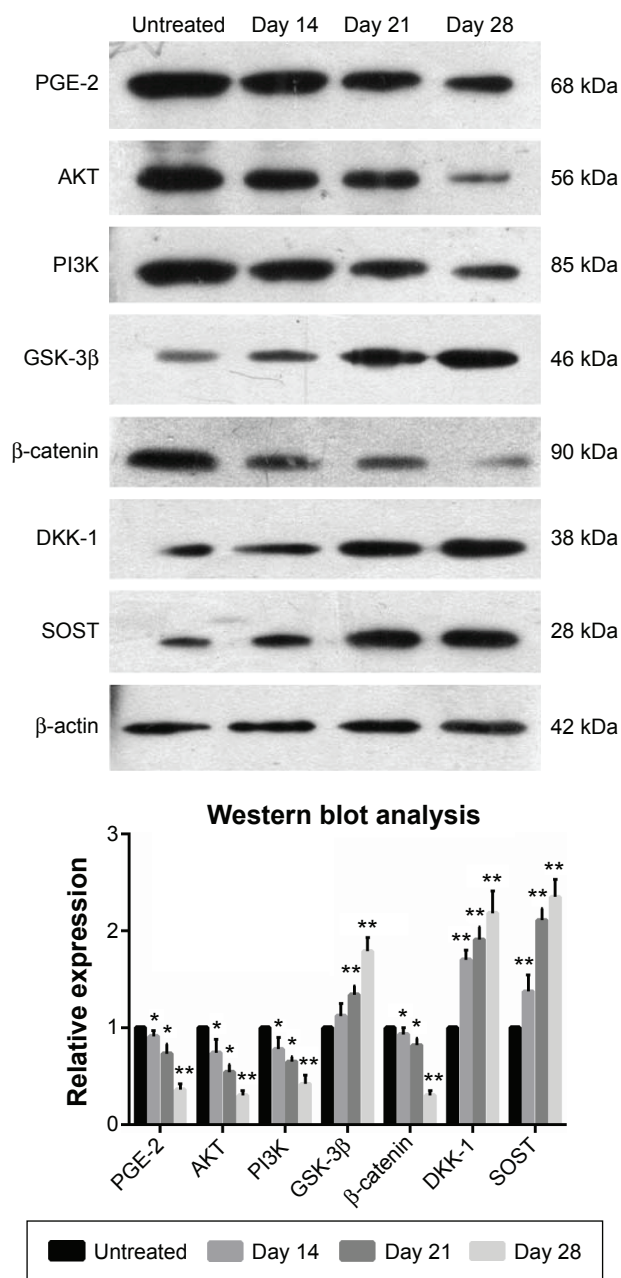 Untreated Day 14 Day 21 Day 28
PGE-2 68 kDa
AKT 56 kDa
PI3K 85 kDa
GSK-3β 46 kDa
β-catenin 90 kDa
DKK-1 38 kDa
SOST 28 kDa
β-actin 42 kDa
Western blot analysis
Relative expression
3
2
1
0
* * **
* * **
* * **
** **
* * **
** ** **
** ** **
PGE-2 AKT PI3K GSK-3β β-catenin DKK-1 SOST
Untreated Day 14 Day 21 Day 28